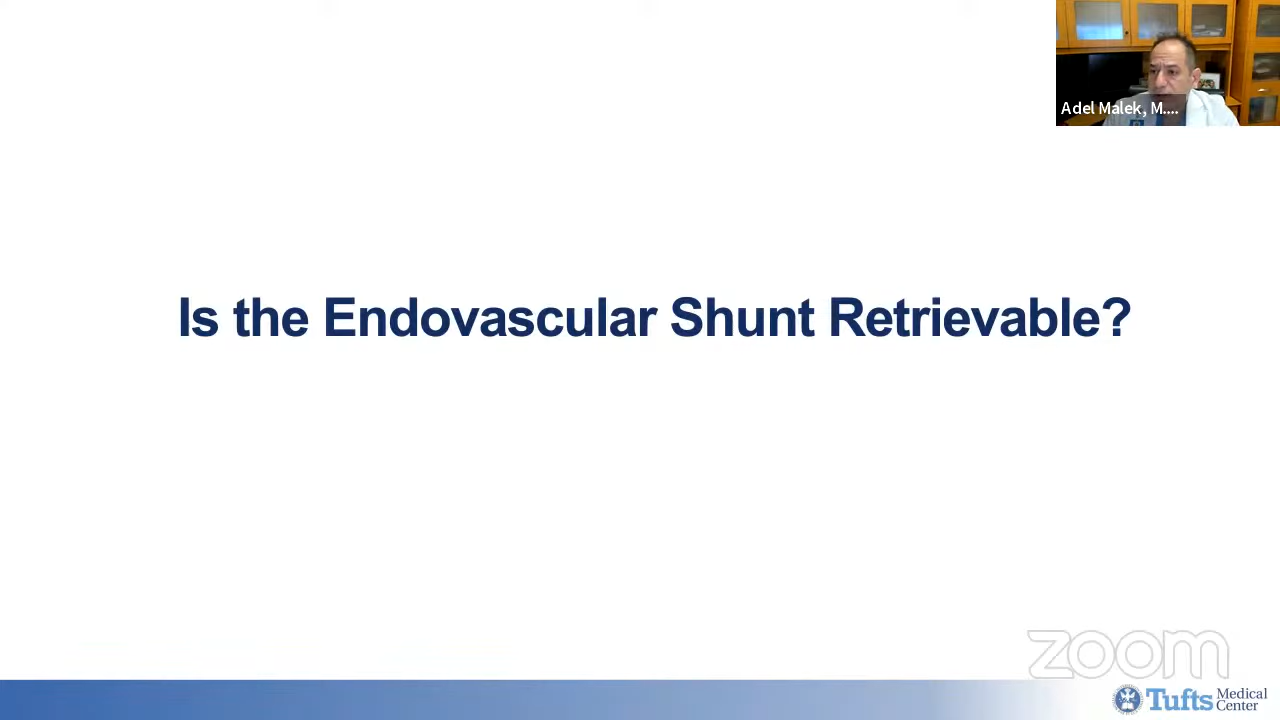 Adel Malek, M....
Is the Endovascular Shunt Retrievable?
zoom
Tufts Medical
Center